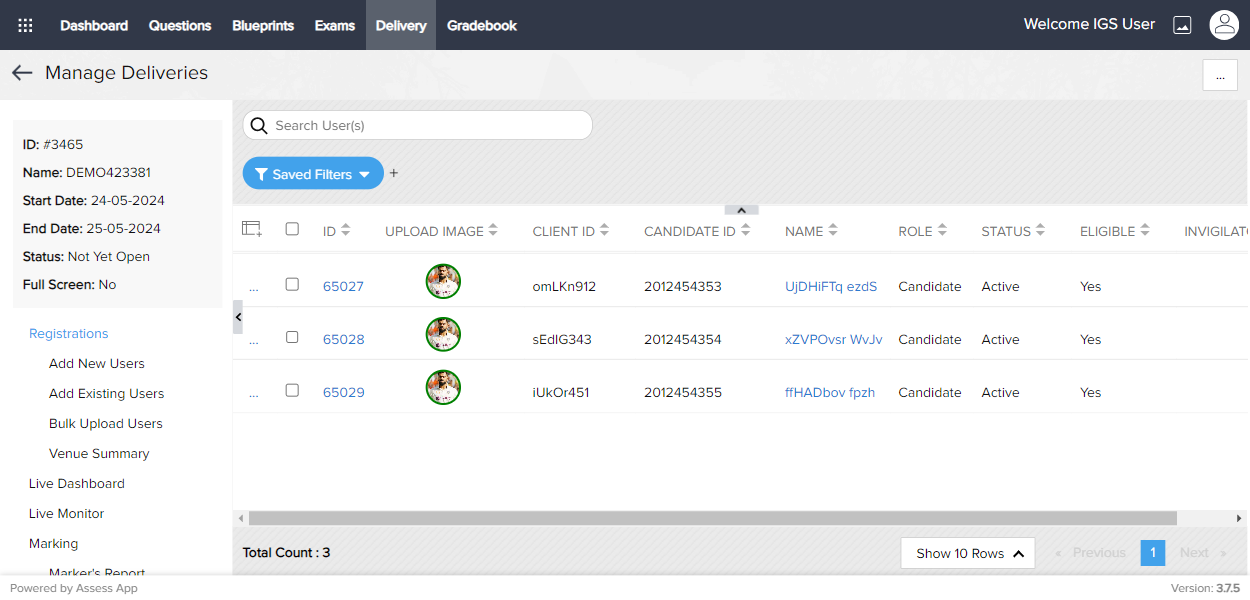 Dashboard Questions Blueprints Exams Delivery Gradebook Welcome IGS User
Manage Deliveries ...
ID: #3465
Name: DEMO423381
Start Date: 24-05-2024
End Date: 25-05-2024
Status: Not Yet Open
Full Screen: No
Registrations
Add New Users
Add Existing Users
Bulk Upload Users
Venue Summary
Live Dashboard
Live Monitor
Marking
Marker's Report
Search User(s)
Saved Filters +
ID UPLOAD IMAGE CLIENT ID CANDIDATE ID NAME ROLE STATUS ELIGIBLE INVIGILAT
... 65027 omLKn912 2012454353 UjDHiFTq ezdS Candidate Active Yes
... 65028 sEdIG343 2012454354 xZVPOvsr WvJv Candidate Active Yes
... 65029 iUkOr451 2012454355 ffHADbov fpzh Candidate Active Yes
Total Count : 3 Show 10 Rows « Previous 1 Next »
Powered by Assess App Version: 3.7.5